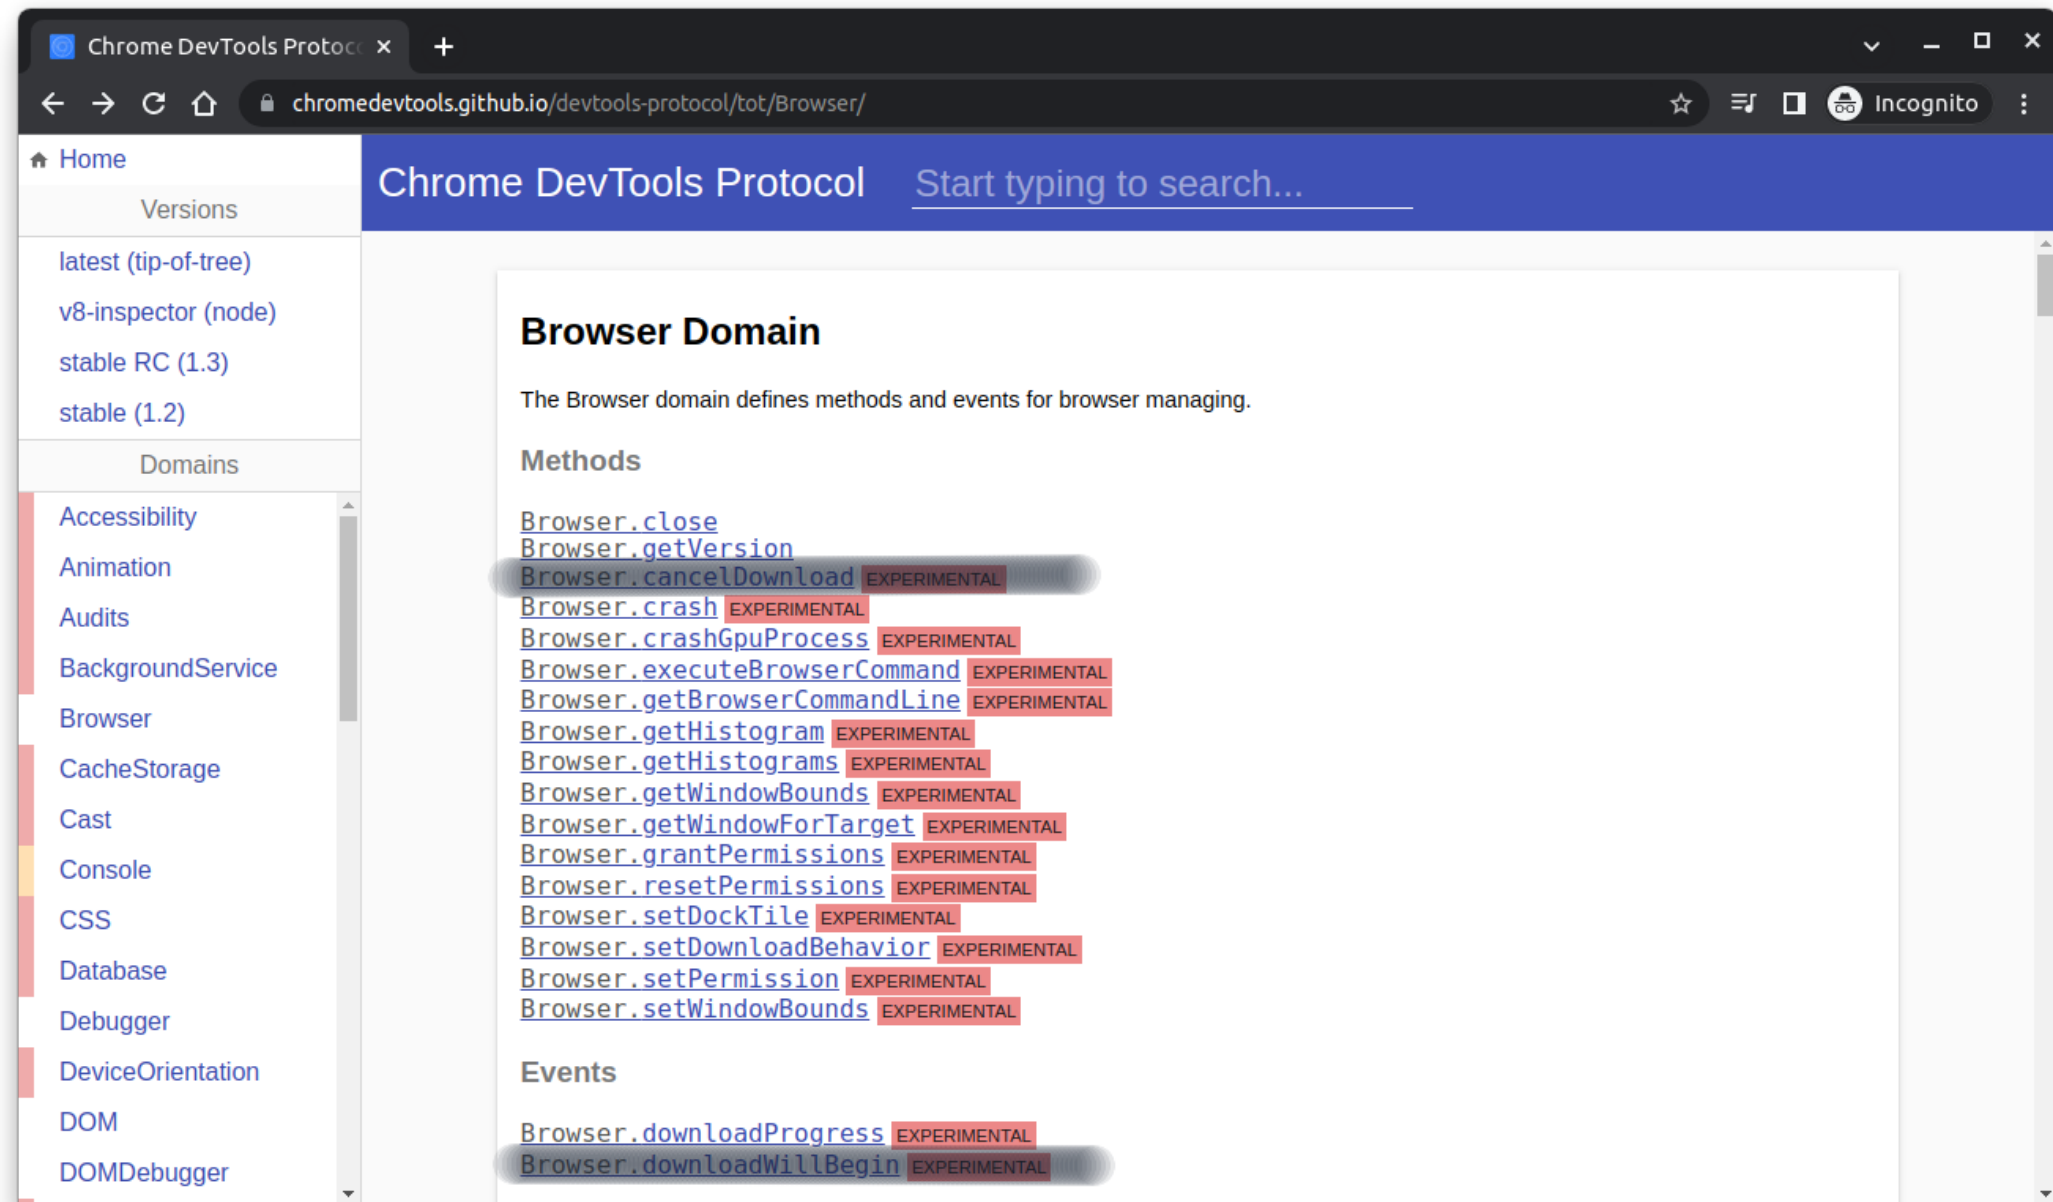 Chrome DevTools Protoc
chromedevtools.github.io/devtools-protocol/tot/Browser/
Incognito
Home
Versions
latest (tip-of-tree)
v8-inspector (node)
stable RC (1.3)
stable (1.2)
Domains
Accessibility
Animation
Audits
BackgroundService
Browser
CacheStorage
Cast
Console
CSS
Database
Debugger
DeviceOrientation
DOM
DOMDebugger
Chrome DevTools Protocol
Start typing to search...
Browser Domain
The Browser domain defines methods and events for browser managing.
Methods
Browser.close
Browser.getVersion
Browser.cancelDownload EXPERIMENTAL
Browser.crash EXPERIMENTAL
Browser.crashGpuProcess EXPERIMENTAL
Browser.executeBrowserCommand EXPERIMENTAL
Browser.getBrowserCommandLine EXPERIMENTAL
Browser.getHistogram EXPERIMENTAL
Browser.getHistograms EXPERIMENTAL
Browser.getWindowBounds EXPERIMENTAL
Browser.getWindowForTarget EXPERIMENTAL
Browser.grantPermissions EXPERIMENTAL
Browser.resetPermissions EXPERIMENTAL
Browser.setDockTile EXPERIMENTAL
Browser.setDownloadBehavior EXPERIMENTAL
Browser.setPermission EXPERIMENTAL
Browser.setWindowBounds EXPERIMENTAL
Events
Browser.downloadProgress EXPERIMENTAL
Browser.downloadWillBegin EXPERIMENTAL